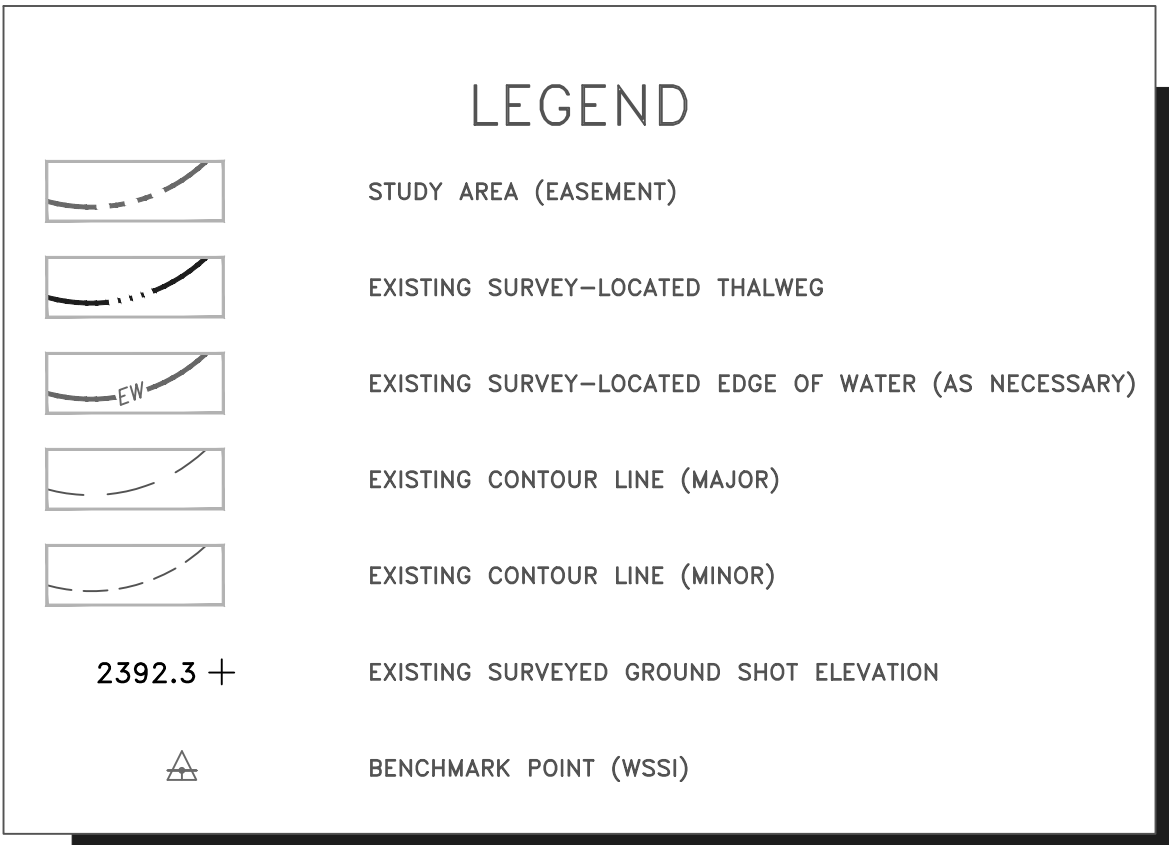 LEGEND
STUDY AREA (EASEMENT)
EXISTING SURVEY-LOCATED THALWEG
EW EXISTING SURVEY-LOCATED EDGE OF WATER (AS NECESSARY)
EXISTING CONTOUR LINE (MAJOR)
EXISTING CONTOUR LINE (MINOR)
2392.3 EXISTING SURVEYED GROUND SHOT ELEVATION
BENCHMARK POINT (WSSI)